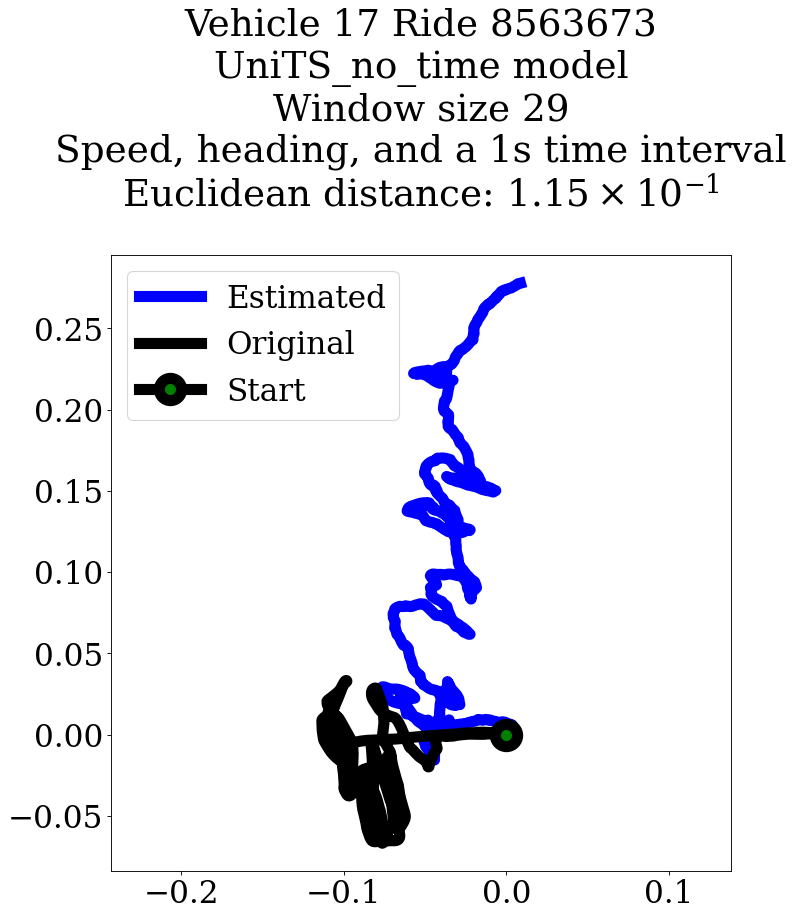 Vehicle 17 Ride 8563673
UniTS_no_time model
Window size 29
Speed, heading, and a 1s time interval
Euclidean distance: 1.15 × 10⁻¹
Estimated
Original
Start
0.25
0.20
0.15
0.10
0.05
0.00
−0.05
−0.2
−0.1
0.0
0.1